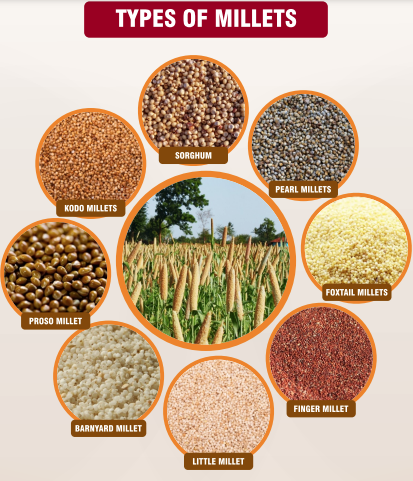 TYPES OF MILLETS
SORGHUM
PEARL MILLETS
KODO MILLETS
FOXTAIL MILLETS
PROSO MILLET
FINGER MILLET
BARNYARD MILLET
LITTLE MILLET